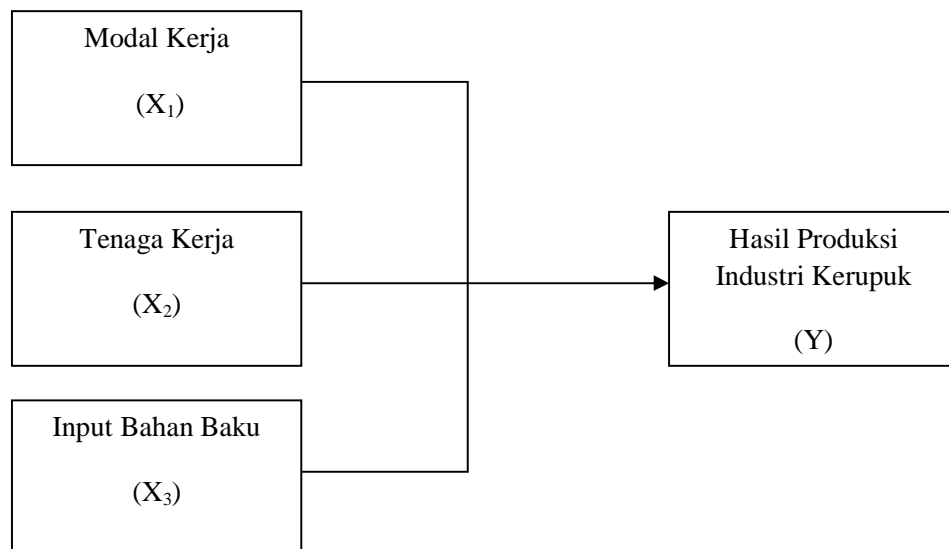 Modal Kerja
(X₁)
Tenaga Kerja
(X₂)
Input Bahan Baku
(X₃)
Hasil Produksi
Industri Kerupuk
(Y)